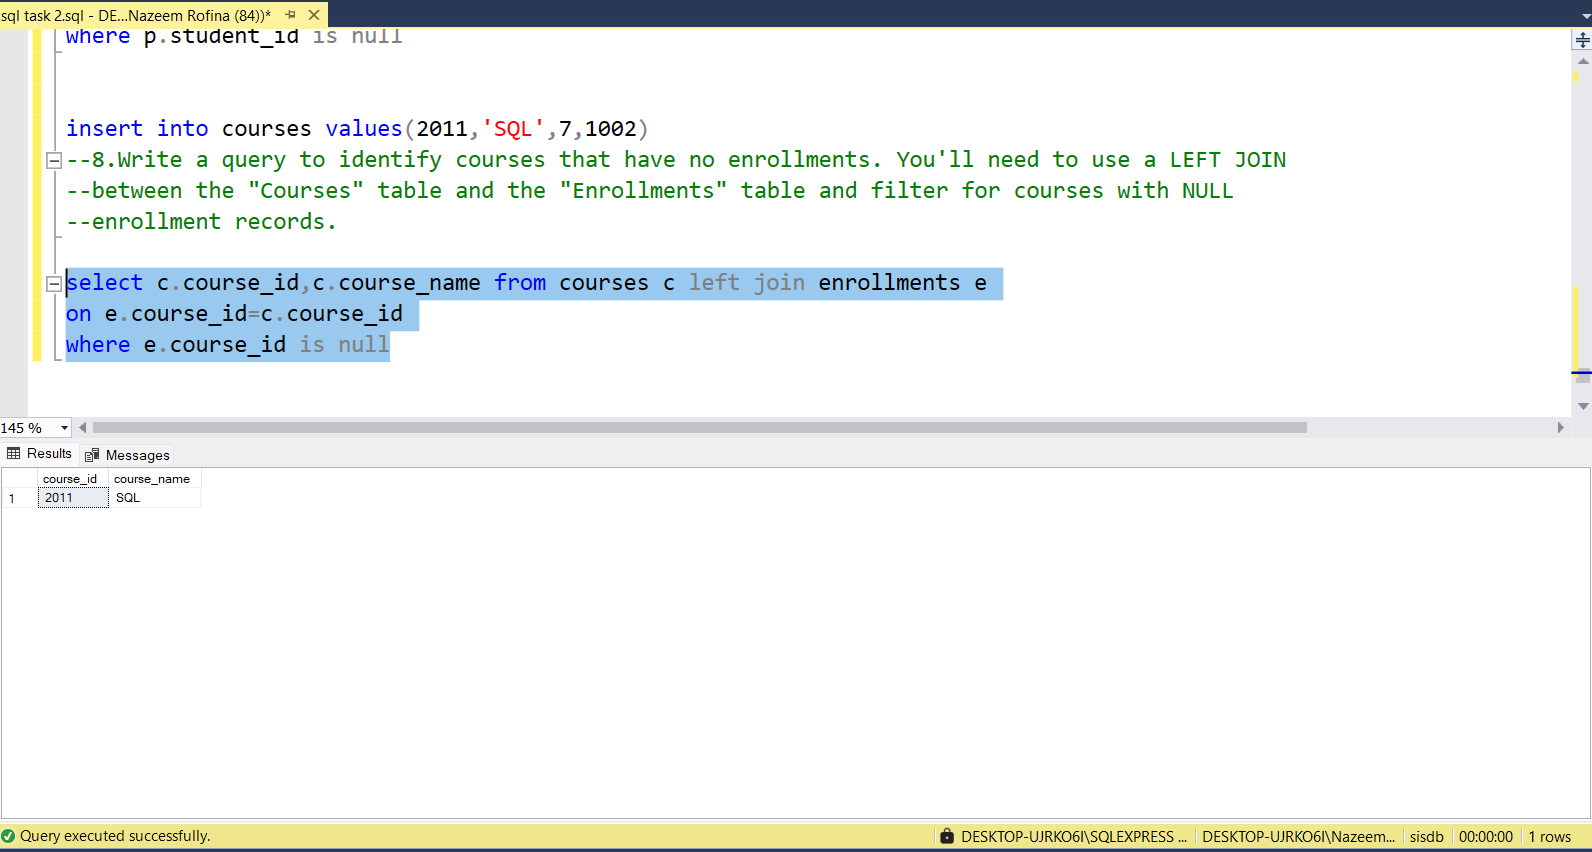 sql task 2.sql - DE...Nazeem Rofina (84))*
where p.student_id is null
insert into courses values(2011,'SQL',7,1002)
--8.Write a query to identify courses that have no enrollments. You'll need to use a LEFT JOIN
--between the "Courses" table and the "Enrollments" table and filter for courses with NULL
--enrollment records.
select c.course_id,c.course_name from courses c left join enrollments e
on e.course_id=c.course_id
where e.course_id is null
145 %
Results Messages
course_id course_name
1 2011 SQL
Query executed successfully. DESKTOP-UJRKO6I\SQLEXPRESS ... DESKTOP-UJRKO6I\Nazeem... sisdb 00:00:00 1 rows